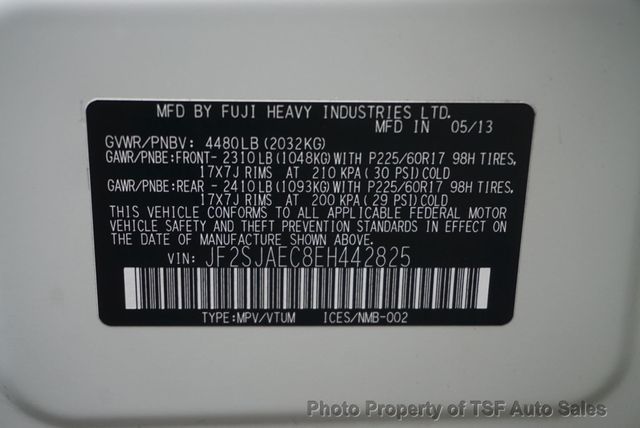 MFD BY FUJI HEAVY INDUSTRIES LTD.
MFD IN 05/13
GVWR/PNBV: 4480LB(2032KG)
GAWR/PNBE:FRONT- 2310LB(1048KG)WITH P225/60R17 98H TIRES,
17X7J RIMS AT 210 KPA(30 PSI)COLD
GAWR/PNBE:REAR - 2410LB(1093KG)WITH P225/60R17 98H TIRES,
17X7J RIMS AT 200 KPA(29 PSI)COLD
THIS VEHICLE CONFORMS TO ALL APPLICABLE FEDERAL MOTOR
VEHICLE SAFETY AND THEFT PREVENTION STANDARDS IN EFFECT
ON THE DATE OF MANUFACTURE SHOWN ABOVE.
VIN: JF2SJAEC8EH442825
TYPE:MPV/VTUM ICES/NMB-002
Photo Property of TSF Auto Sales